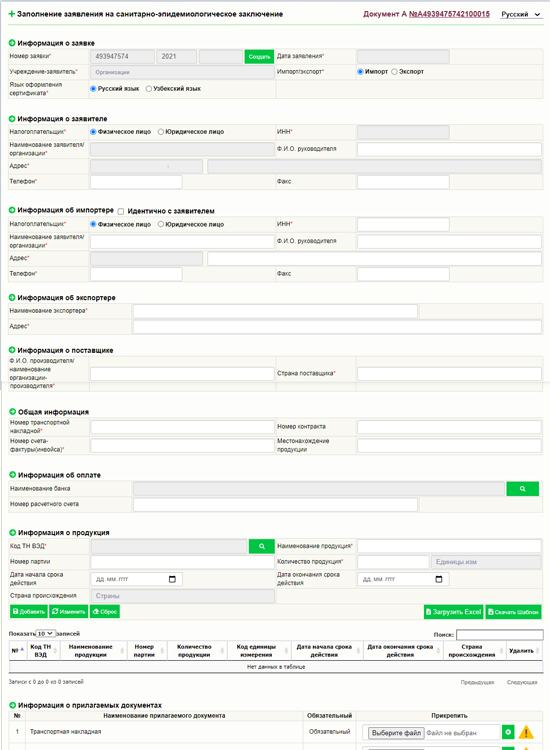 Заполнение заявления на санитарно-эпидемиологическое заключение Документ А №А4939475742100015 Русский
Информация о заявке
Номер заявки* 493947574 2021 Создать Дата заявления*
Учреждение-заявитель* Организации Импорт/экспорт* Импорт Экспорт
Язык оформления
сертификата* Русский язык Узбекский язык
Информация о заявителе
Налогоплательщик* Физическое лицо Юридическое лицо ИНН*
Наименование заявителя/
организации* Ф.И.О. руководителя
Адрес*
Телефон* Факс
Информация об импортере Идентично с заявителем
Налогоплательщик* Физическое лицо Юридическое лицо ИНН*
Наименование заявителя/
организации* Ф.И.О. руководителя
Адрес*
Телефон* Факс
Информация об экспортере
Наименование экспортера*
Адрес*
Информация о поставщике
Ф.И.О. производителя/
наименование
организации-
производителя* Страна поставщика*
Общая информация
Номер транспортной
накладной* Номер контракта
Номер счета-
фактуры(инвойса)* Местонахождение
продукции
Информация об оплате
Наименование банка
Номер расчетного счета
Информация о продукции
Код ТН ВЭД* Наименование продукции*
Номер партии Количество продукции* Единицы.изм
Дата начала срока
действия дд.мм.гггг Дата окончания срока
действия дд.мм.гггг
Страна происхождения Страны
Добавить Изменить Сброс Загрузить Excel Скачать Шаблон
Показать 10 записей Поиск:
№ Код ТН ВЭД Наименование продукции Номер партии Количество продукции Код единицы измерения Дата начала срока действия Дата окончания срока действия Страна происхождения Удалить
Нет данных в таблице
Записи с 0 до 0 из 0 записей Предыдущая Следующая
Информация о прилагаемых документах
№ Наименование прилагаемого документа Обязательный Прикрепить
1 Транспортная накладная Обязательный Выберите файл Файл не выбран